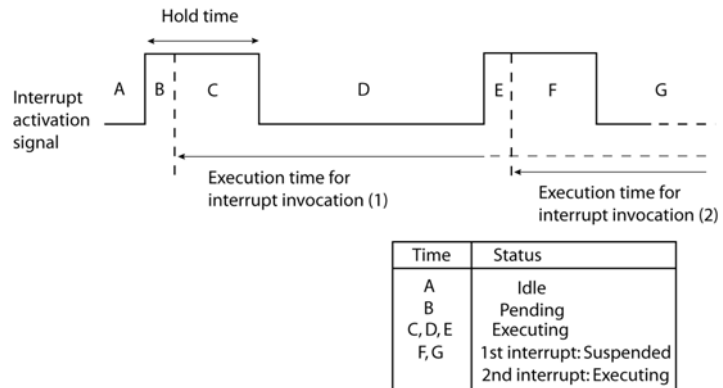 Hold time
A B C D E F G
Interrupt
activation
signal
Execution time for
interrupt invocation (1)
Execution time for
interrupt invocation (2)
Time Status
A Idle
B Pending
C, D, E Executing
F, G 1st interrupt: Suspended
2nd interrupt: Executing